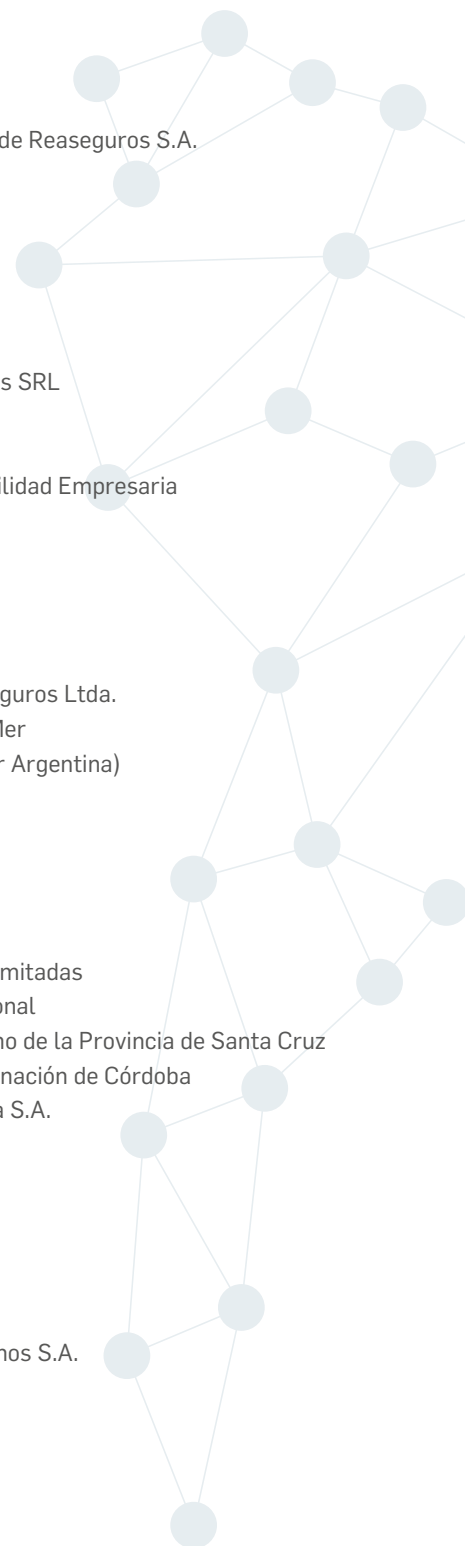 de Reaseguros S.A.
s SRL
ilidad Empresaria
guros Ltda.
Mer
r Argentina)
mitadas
onal
no de la Provincia de Santa Cruz
nación de Córdoba
a S.A.
nos S.A.